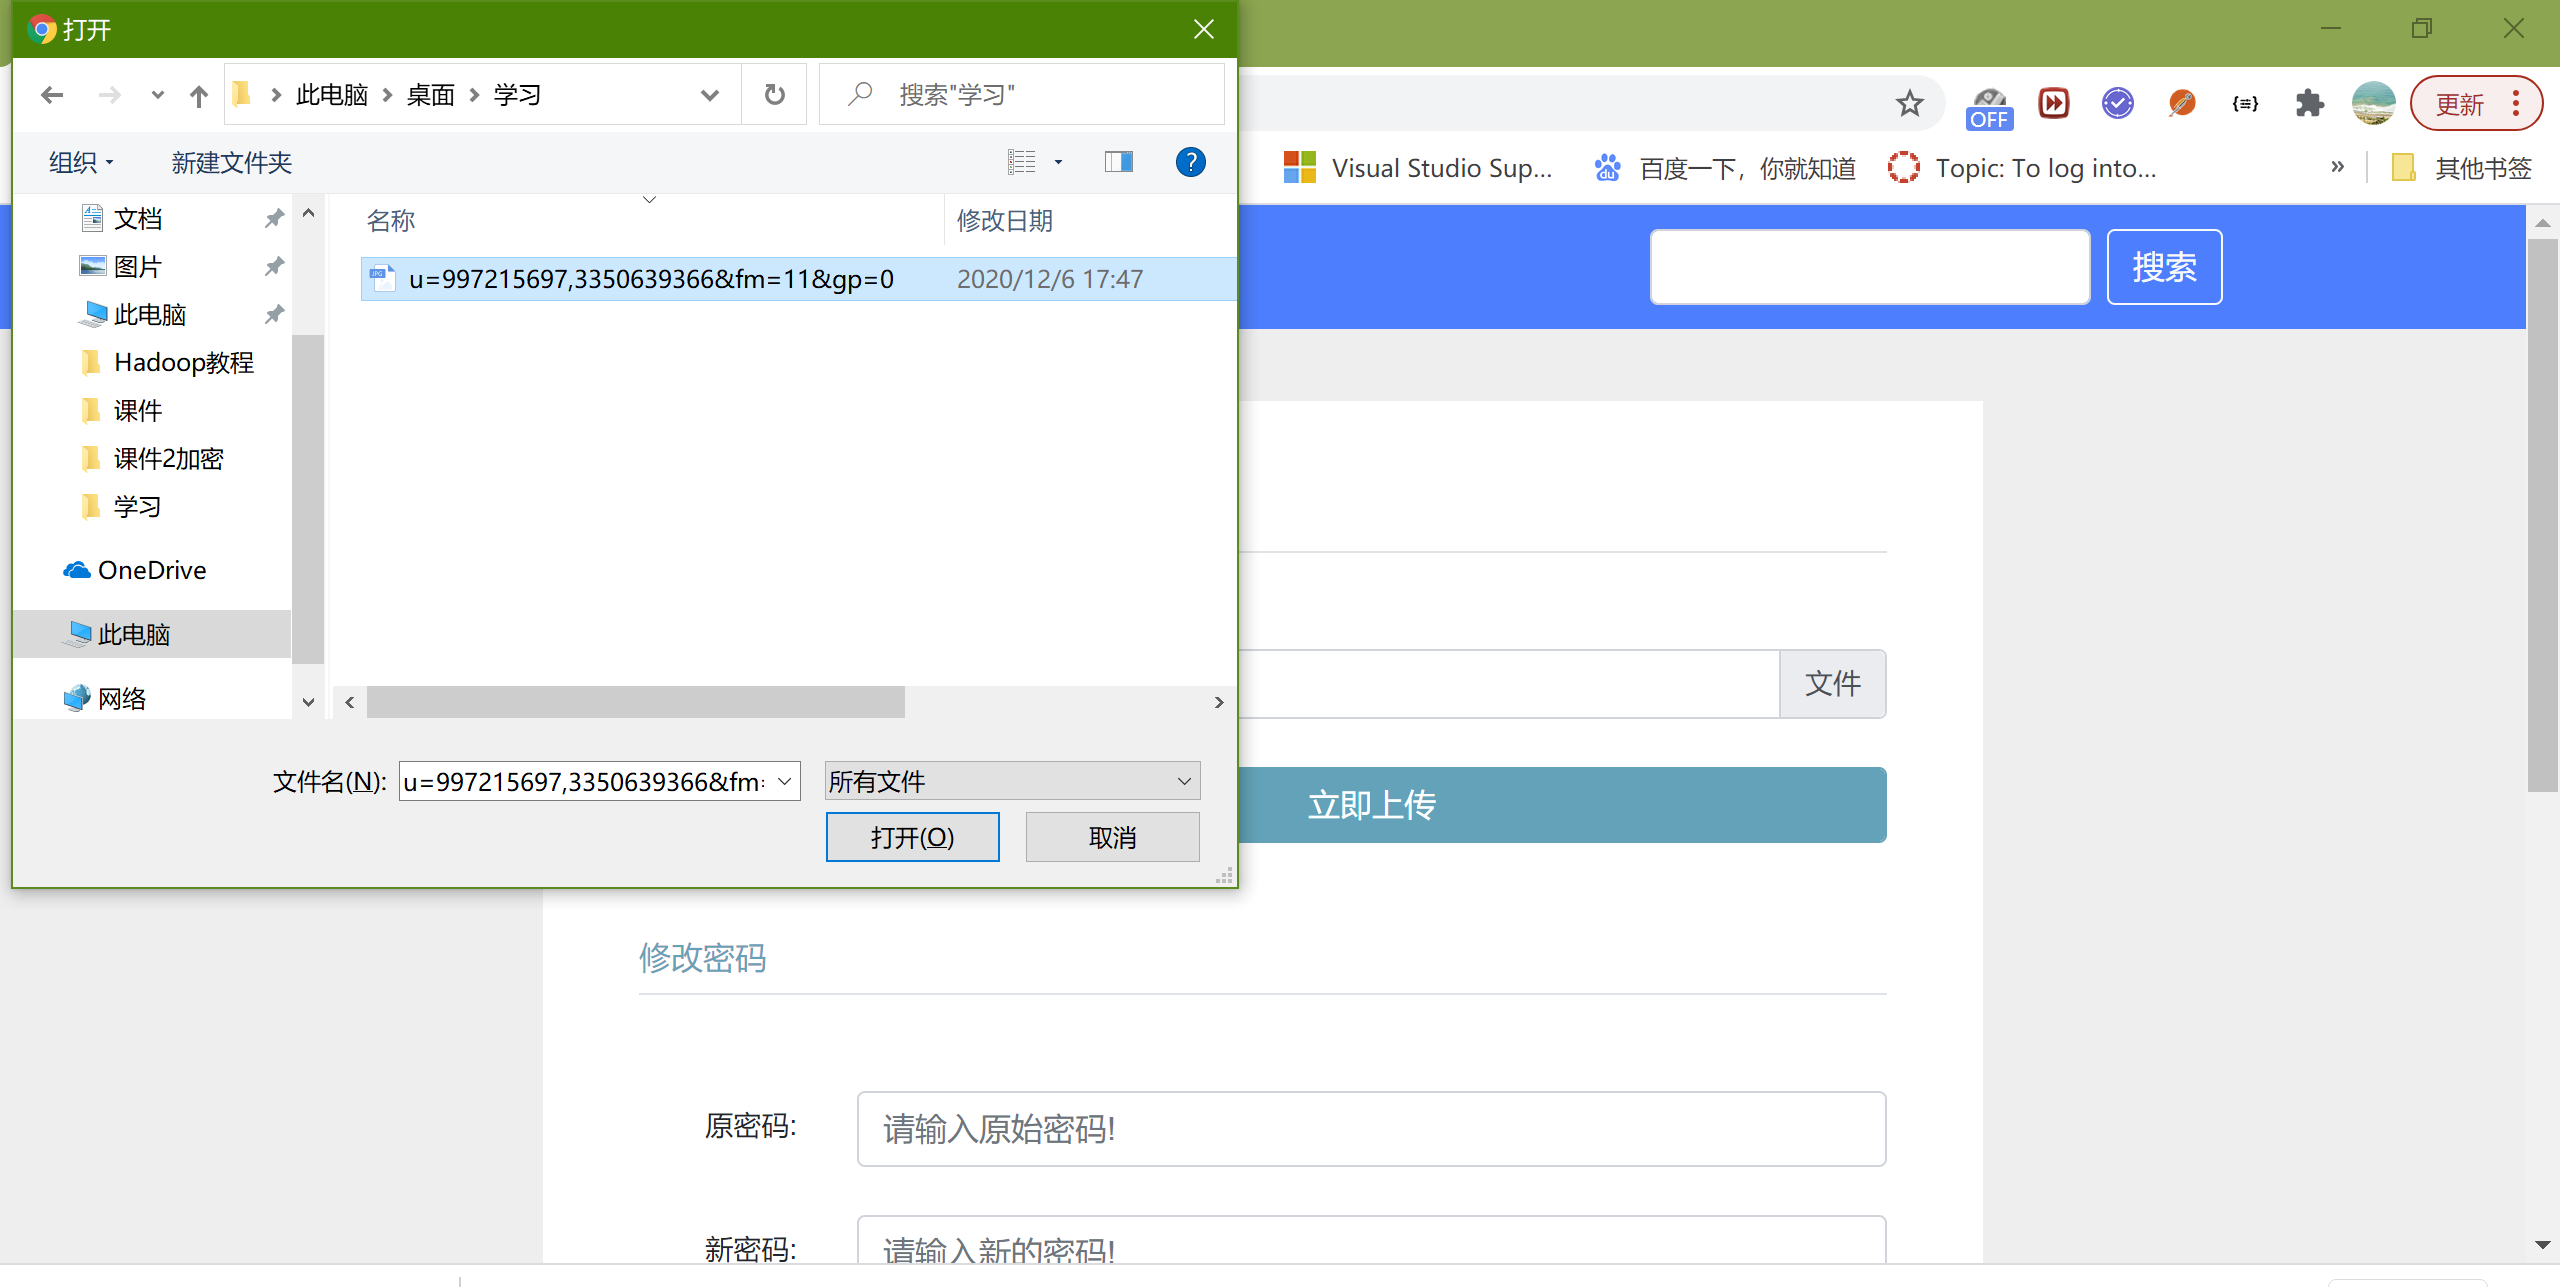 打开
此电脑 桌面 学习
搜索"学习"
组织 新建文件夹
名称 修改日期
u=997215697,3350639366&fm=11&gp=0 2020/12/6 17:47
文档
图片
此电脑
Hadoop教程
课件
课件2加密
学习
OneDrive
此电脑
网络
文件名(N): u=997215697,3350639366&fm= 所有文件
打开(O) 取消
OFF 更新
Visual Studio Sup... 百度一下，你就知道 Topic: To log into... » 其他书签
搜索
文件
立即上传
修改密码
原密码: 请输入原始密码!
新密码: 请输入新的密码!